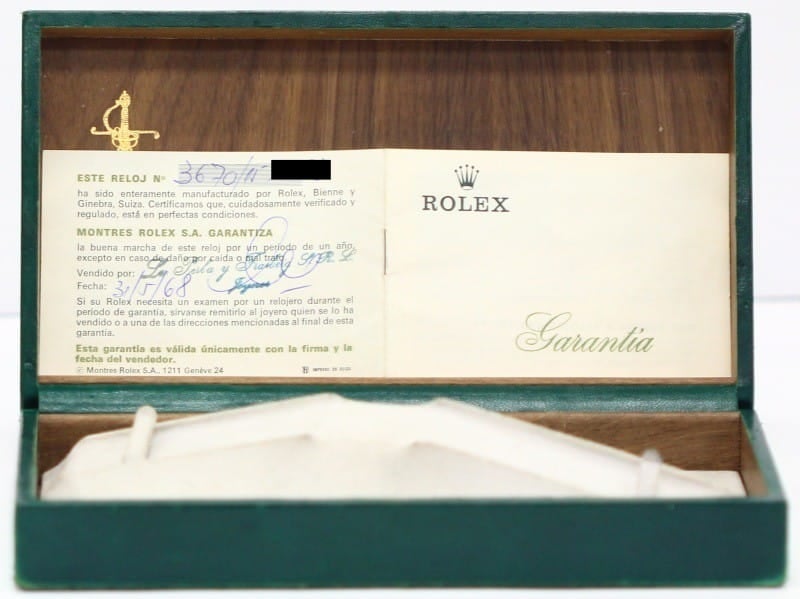 ESTE RELOJ Nº 3670/N
ha sido enteramente manufacturado por Rolex, Bienne y
Ginebra, Suiza. Certificamos que, cuidadosamente verificado y
regulado, está en perfectas condiciones.
MONTRES ROLEX S.A. GARANTIZA
la buena marcha de este reloj por un período de un año,
excepto en caso de daño por caída o mal trato.
Vendido por: y S.R.L.
Fecha: 31/5/68
Si su Rolex necesita un examen por un relojero durante el
período de garantía, sírvanse remitirlo al joyero quien se lo ha
vendido o a una de las direcciones mencionadas al final de esta
garantía.
Esta garantía es válida únicamente con la firma y la
fecha del vendedor.
© Montres Rolex S.A., 1211 Genève 24
ROLEX
Garantía